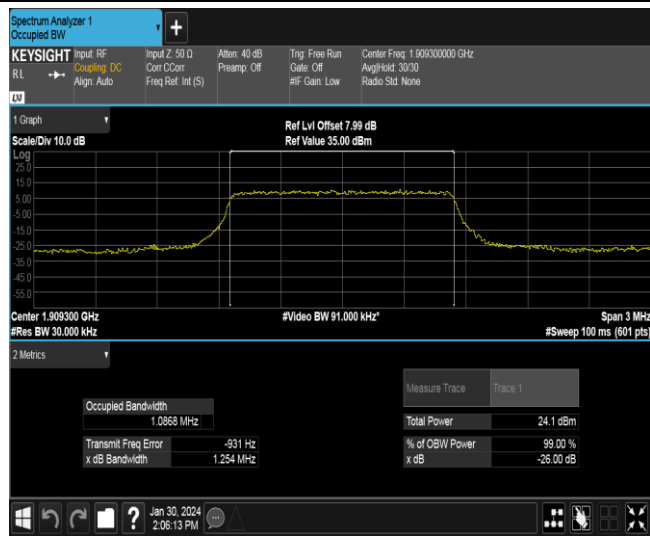 Spectrum Analyzer 1
Occupied BW
+
KEYSIGHT Input: RF Input Z: 50 Ω Atten: 40 dB Trig: Free Run Center Freq: 1.909300000 GHz
RL Coupling: DC Corr CCorr Preamp: Off Gate: Off Avg|Hold: 30/30
Align: Auto Freq Ref: Int (S) #IF Gain: Low Radio Std: None
LXI
1 Graph
Ref Lvl Offset 7.99 dB
Scale/Div 10.0 dB Ref Value 35.00 dBm
Log
25.0
15.0
5.00
-5.00
-15.0
-25.0
-35.0
-45.0
-55.0
Center 1.909300 GHz #Video BW 91.000 kHz* Span 3 MHz
#Res BW 30.000 kHz #Sweep 100 ms (601 pts)
2 Metrics
Measure Trace Trace 1
Occupied Bandwidth
1.0868 MHz
Total Power 24.1 dBm
Transmit Freq Error -931 Hz % of OBW Power 99.00 %
x dB Bandwidth 1.254 MHz x dB -26.00 dB
? Jan 30, 2024
2:06:13 PM